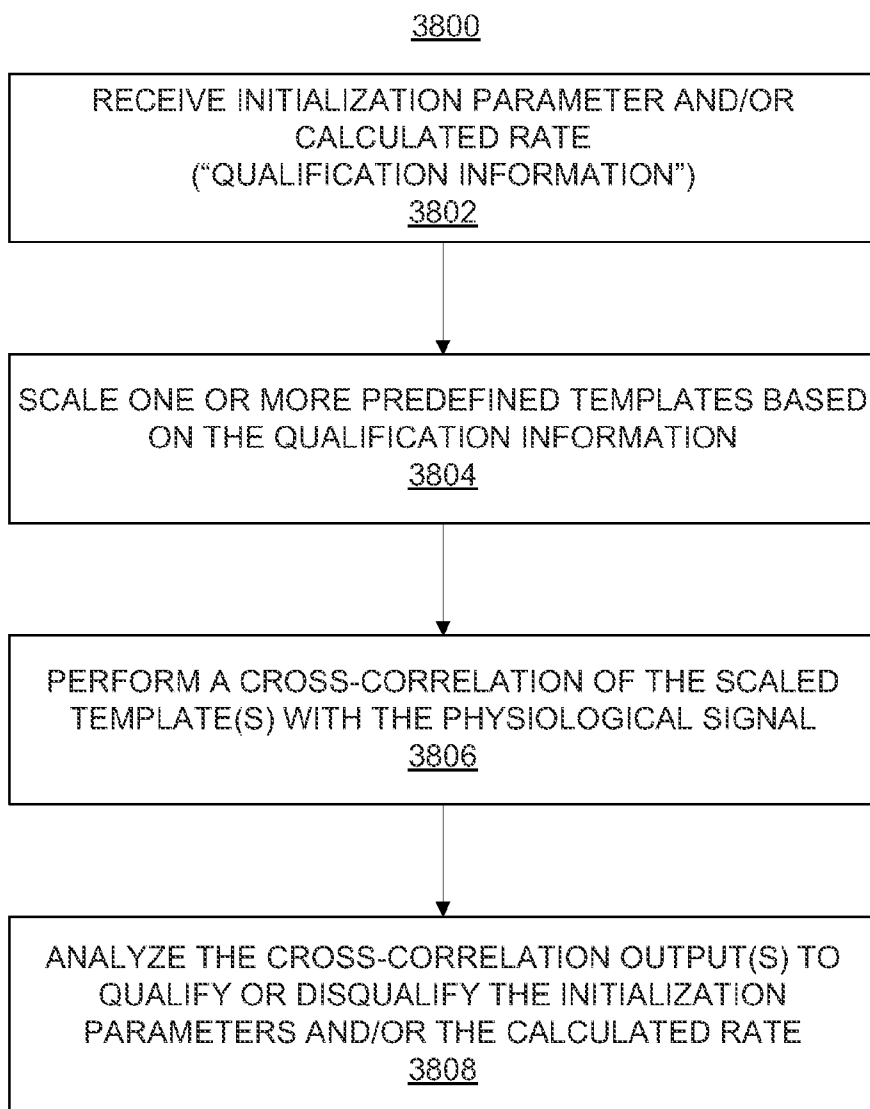 3800
RECEIVE INITIALIZATION PARAMETER AND/OR
CALCULATED RATE
(“QUALIFICATION INFORMATION”)
3802
SCALE ONE OR MORE PREDEFINED TEMPLATES BASED
ON THE QUALIFICATION INFORMATION
3804
PERFORM A CROSS-CORRELATION OF THE SCALED
TEMPLATE(S) WITH THE PHYSIOLOGICAL SIGNAL
3806
ANALYZE THE CROSS-CORRELATION OUTPUT(S) TO
QUALIFY OR DISQUALIFY THE INITIALIZATION
PARAMETERS AND/OR THE CALCULATED RATE
3808